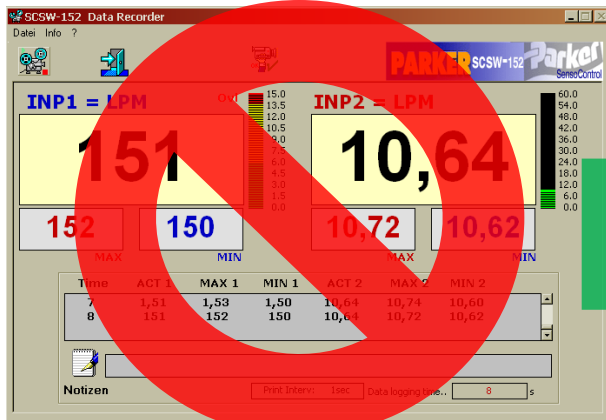 SCSW-152 Data Recorder
Datei Info ?
PARKER SCSW-152 Parker
SensoControl
INP1 = LPM Ovf INP2 = LPM
15.0
13.5
12.0
10.5
9.0
7.5
6.0
4.5
3.0
1.5
0.0
60.0
54.0
48.0
42.0
36.0
30.0
24.0
18.0
12.0
6.0
0.0
151 10,64
152 150 10,72 10,62
MAX MIN MAX MIN
Time ACT 1 MAX 1 MIN 1 ACT 2 MAX 2 MIN 2
7 1,51 1,53 1,50 10,64 10,74 10,60
8 151 152 150 10,64 10,72 10,62
Notizen Print Interv: 1sec Data logging time.. 8 s